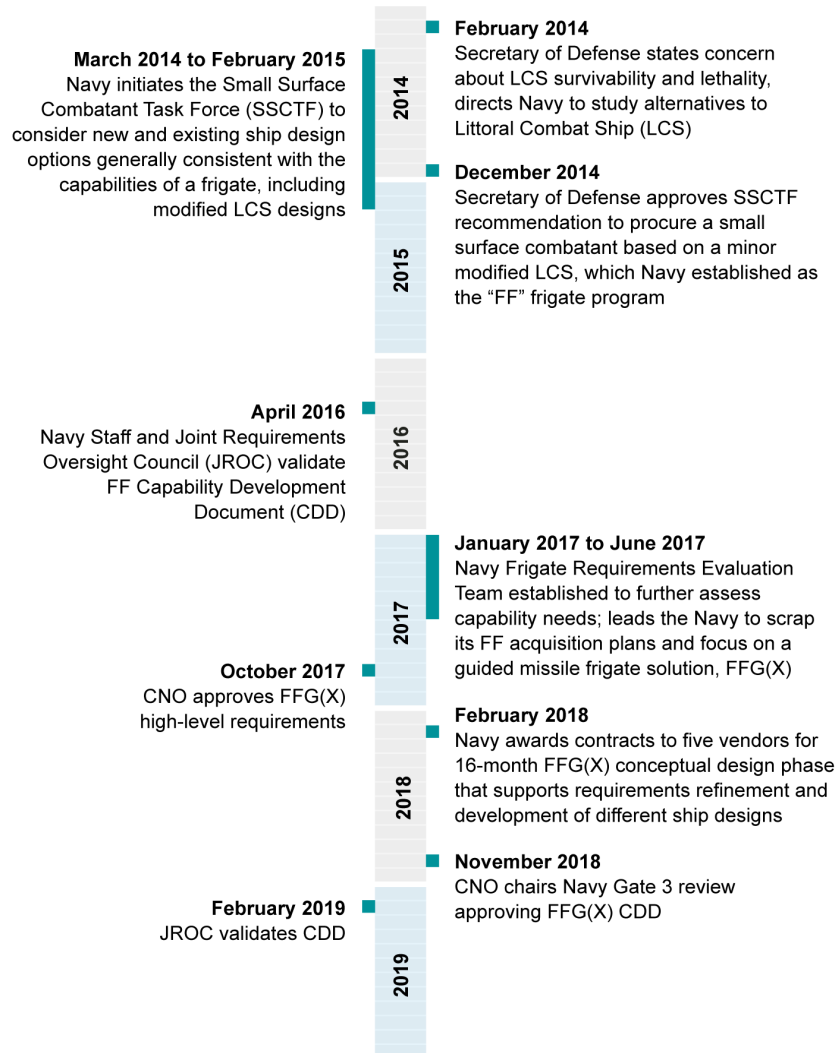 February 2014
Secretary of Defense states concern
about LCS survivability and lethality,
directs Navy to study alternatives to
Littoral Combat Ship (LCS)
March 2014 to February 2015
Navy initiates the Small Surface
Combatant Task Force (SSCTF) to
consider new and existing ship design
options generally consistent with the
capabilities of a frigate, including
modified LCS designs
2014
December 2014
Secretary of Defense approves SSCTF
recommendation to procure a small
surface combatant based on a minor
modified LCS, which Navy established as
the “FF” frigate program
2015
April 2016
Navy Staff and Joint Requirements
Oversight Council (JROC) validate
FF Capability Development
Document (CDD)
2016
January 2017 to June 2017
Navy Frigate Requirements Evaluation
Team established to further assess
capability needs; leads the Navy to scrap
its FF acquisition plans and focus on a
guided missile frigate solution, FFG(X)
2017
October 2017
CNO approves FFG(X)
high-level requirements
February 2018
Navy awards contracts to five vendors for
16-month FFG(X) conceptual design phase
that supports requirements refinement and
development of different ship designs
2018
November 2018
CNO chairs Navy Gate 3 review
approving FFG(X) CDD
February 2019
JROC validates CDD
2019